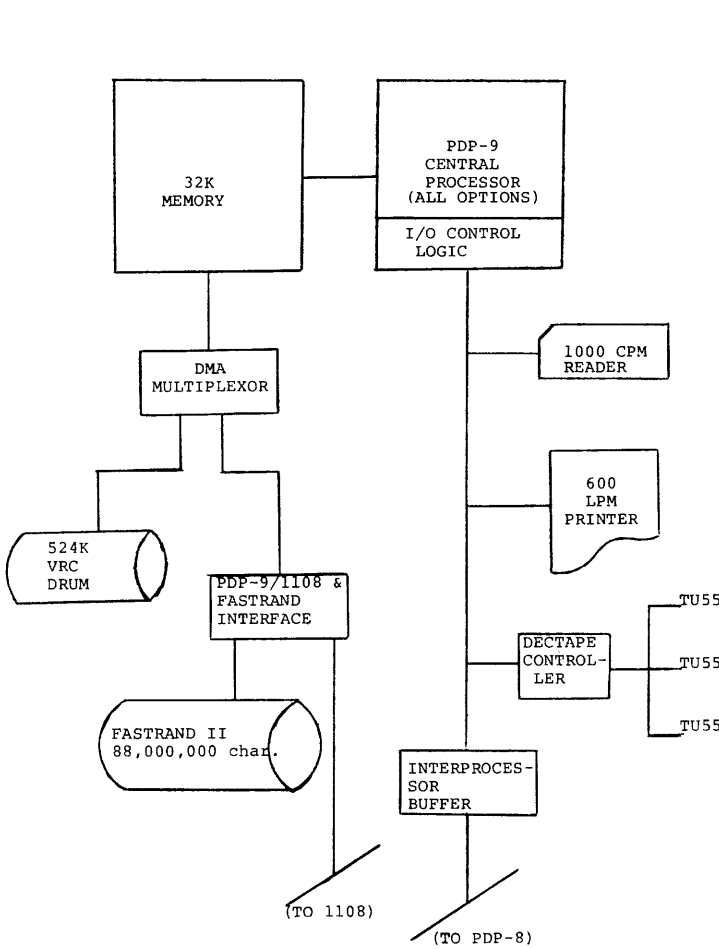 32K
MEMORY
PDP-9
CENTRAL
PROCESSOR
(ALL OPTIONS)
I/O CONTROL
LOGIC
DMA
MULTIPLEXOR
1000 CPM
READER
600
LPM
PRINTER
524K
VRC
DRUM
PDP-9/1108 &
FASTRAND
INTERFACE
TU55
DECTAPE
CONTROL-
LER
TU55
TU55
FASTRAND II
88,000,000 char.
INTERPROCES-
SOR
BUFFER
(TO 1108)
(TO PDP-8)